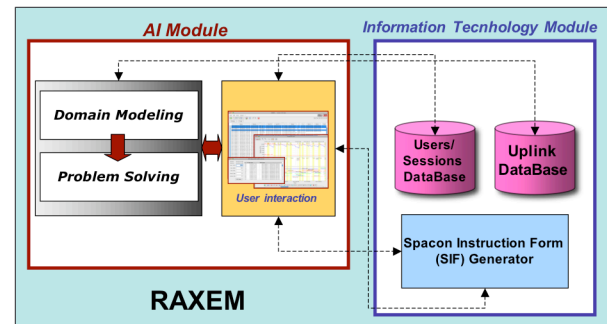 AI Module
Information Tecnhology Module
Domain Modeling
Problem Solving
User interaction
Users/
Sessions
DataBase
Uplink
DataBase
Spacon Instruction Form
(SIF) Generator
RAXEM